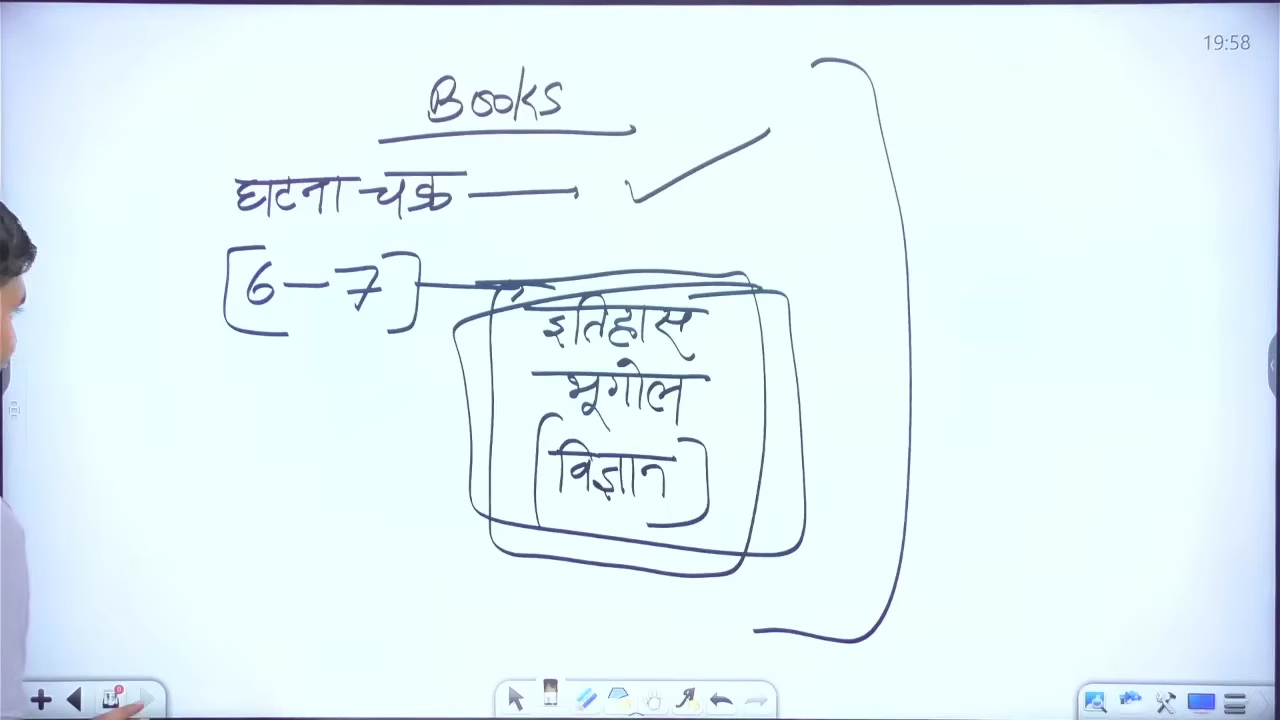 19:58
Books
घटना चक्र
[6-7]
इतिहास
भूगोल
[विज्ञान]